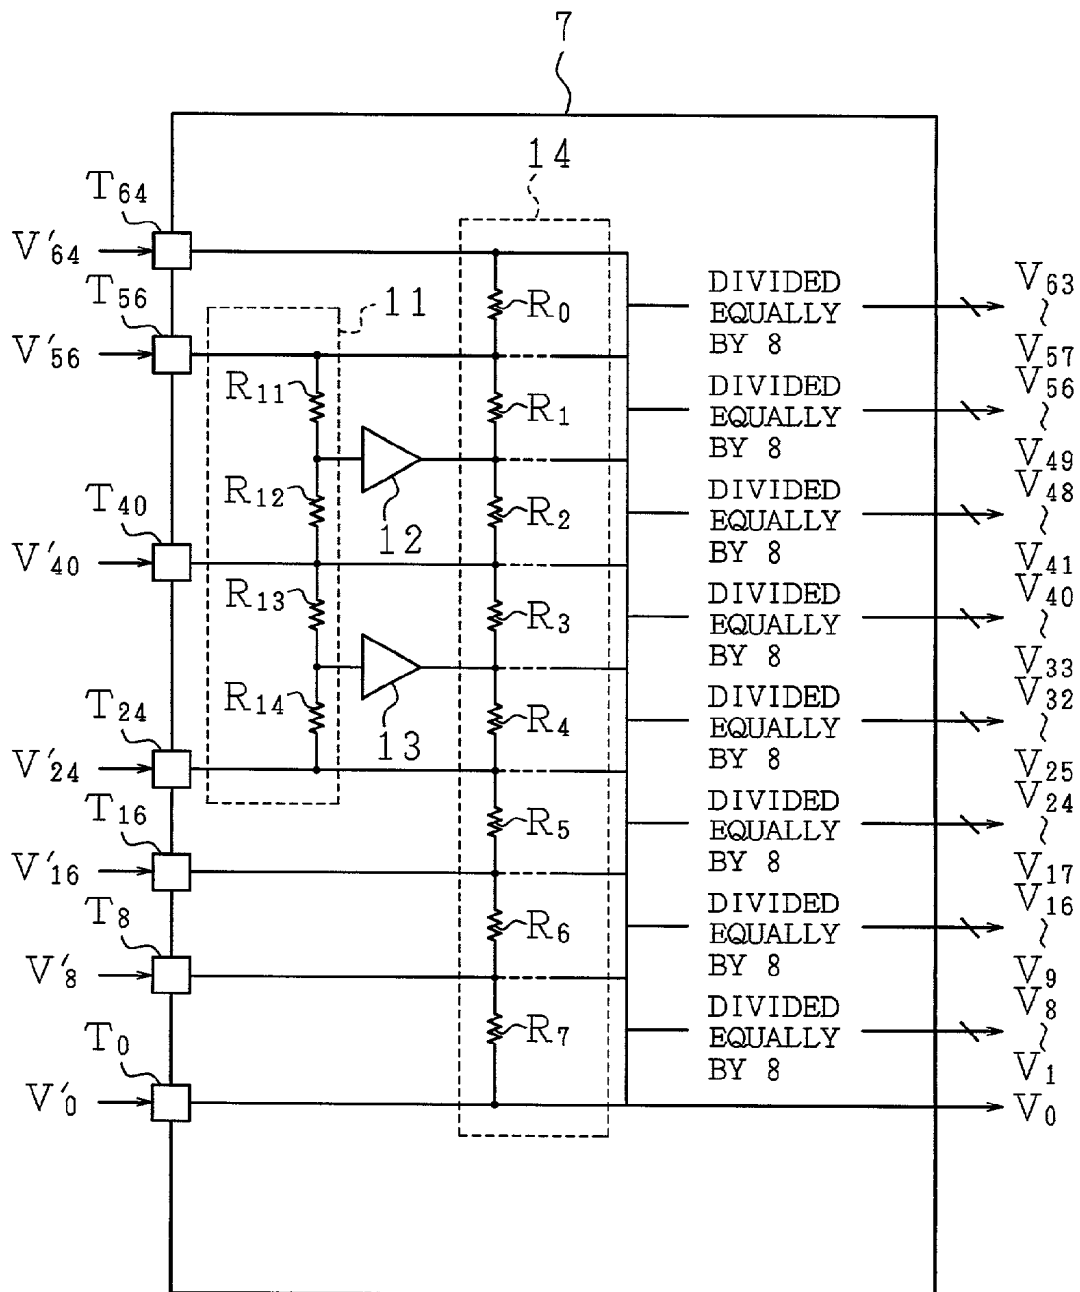 7
14
T64
V'64
T56
V'56
11
R0
DIVIDED
EQUALLY
BY 8
V63
~
V57
R11
R1
DIVIDED
EQUALLY
BY 8
V56
~
V49
12
T40
V'40
R12
R2
DIVIDED
EQUALLY
BY 8
V48
~
V41
R13
R3
DIVIDED
EQUALLY
BY 8
V40
~
V33
13
T24
V'24
R14
R4
DIVIDED
EQUALLY
BY 8
V32
~
V25
T16
V'16
R5
DIVIDED
EQUALLY
BY 8
V24
~
V17
T8
V'8
R6
DIVIDED
EQUALLY
BY 8
V16
~
V9
T0
V'0
R7
DIVIDED
EQUALLY
BY 8
V8
~
V1
V0